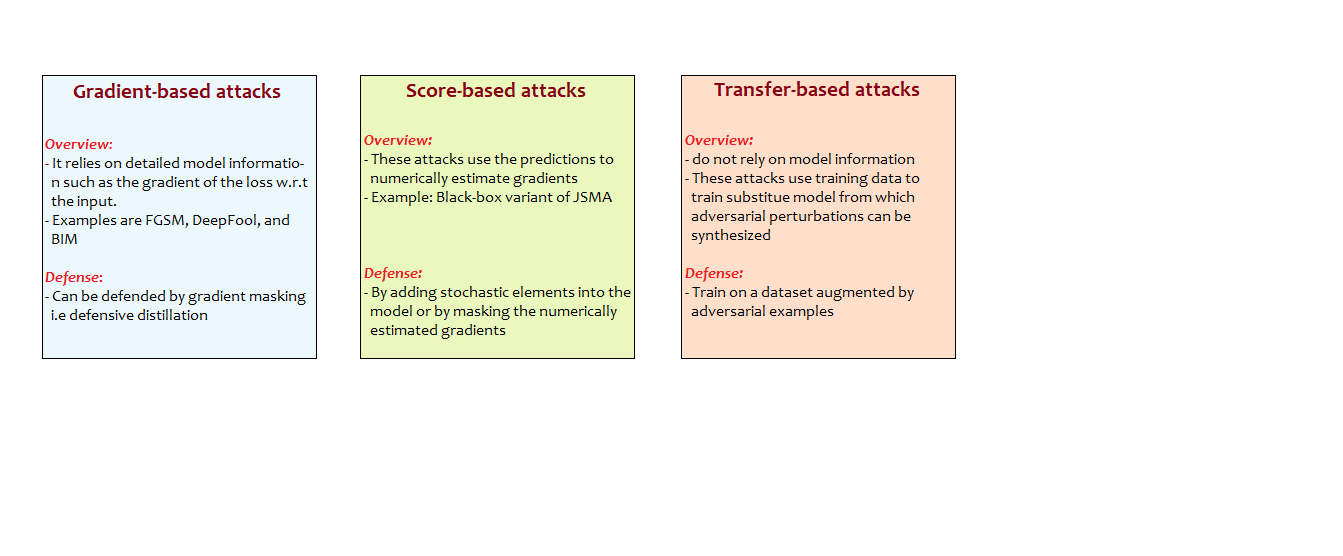 Gradient-based attacks
Overview:
- It relies on detailed model informatio-
n such as the gradient of the loss w.r.t
the input.
- Examples are FGSM, DeepFool, and
BIM
Defense:
- Can be defended by gradient masking
i.e defensive distillation
Score-based attacks
Overview:
- These attacks use the predictions to
numerically estimate gradients
- Example: Black-box variant of JSMA
Defense:
- By adding stochastic elements into the
model or by masking the numerically
estimated gradients
Transfer-based attacks
Overview:
- do not rely on model information
- These attacks use training data to
train substitue model from which
adversarial perturbations can be
synthesized
Defense:
- Train on a dataset augmented by
adversarial examples